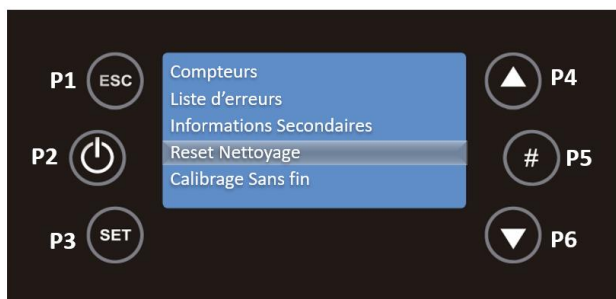 P1 ESC
P2
P3 SET
Compteurs
Liste d'erreurs
Informations Secondaires
Reset Nettoyage
Calibrage Sans fin
P4
# P5
P6